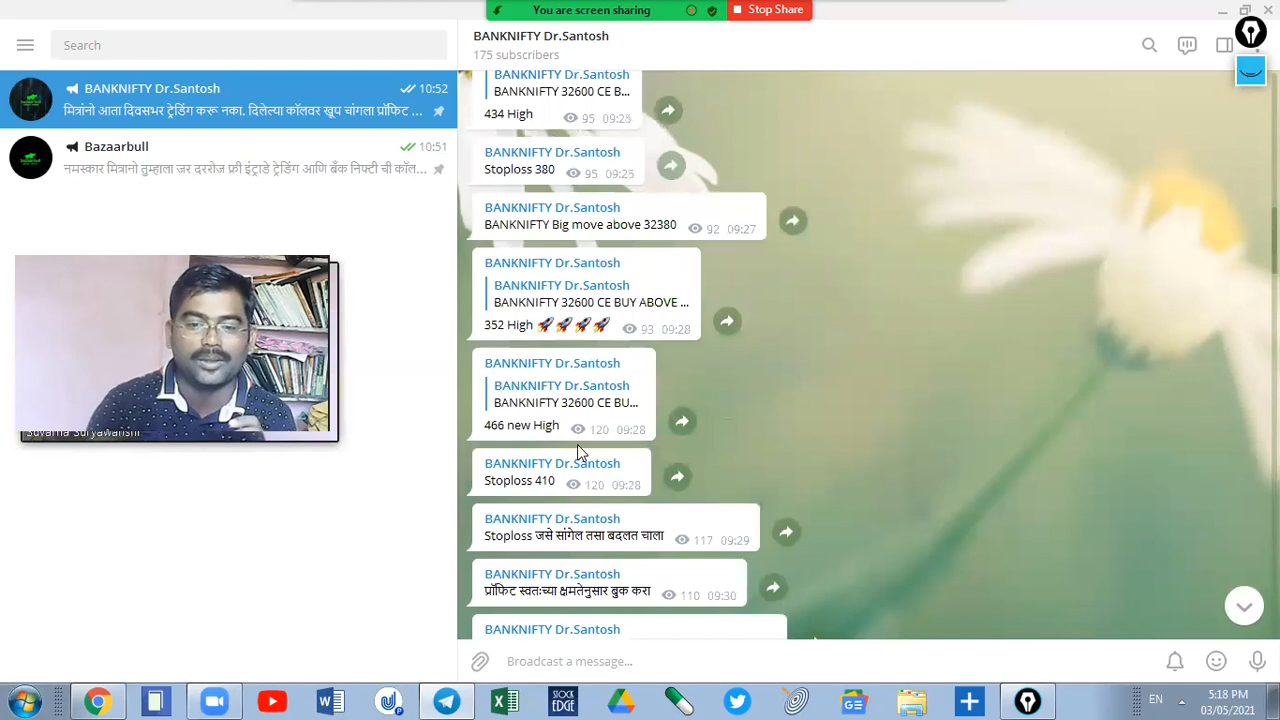 You are screen sharing
Stop Share
Search
BANKNIFTY Dr.Santosh
175 subscribers
BANKNIFTY Dr.Santosh 10:52
मित्रांनो आता दिवसभर ट्रेडिंग करू नका. दिलेल्या कॉलवर खूप चांगला प्रॉफिट ...
Bazaarbull 10:51
नमस्कार मित्रानो तुम्हाला जर दररोज फ्री इंट्राडे ट्रेडिंग आणि बँक निफ्टी ची कॉल...
Suvarna Suryawanshi
BANKNIFTY Dr.Santosh
BANKNIFTY 32600 CE B...
434 High 95 09:25
BANKNIFTY Dr.Santosh
Stoploss 380 95 09:25
BANKNIFTY Dr.Santosh
BANKNIFTY Big move above 32380 92 09:27
BANKNIFTY Dr.Santosh
BANKNIFTY Dr.Santosh
BANKNIFTY 32600 CE BUY ABOVE ...
352 High 🚀🚀🚀🚀 93 09:28
BANKNIFTY Dr.Santosh
BANKNIFTY Dr.Santosh
BANKNIFTY 32600 CE BU...
466 new High 120 09:28
BANKNIFTY Dr.Santosh
Stoploss 410 120 09:28
BANKNIFTY Dr.Santosh
Stoploss जसे सांगेल तसा बदलत चाला 117 09:29
BANKNIFTY Dr.Santosh
प्रॉफिट स्वतःच्या क्षमतेनुसार बुक करा 110 09:30
BANKNIFTY Dr.Santosh
Broadcast a message...
STOCK EDGE
EN
5:18 PM
03/05/2021